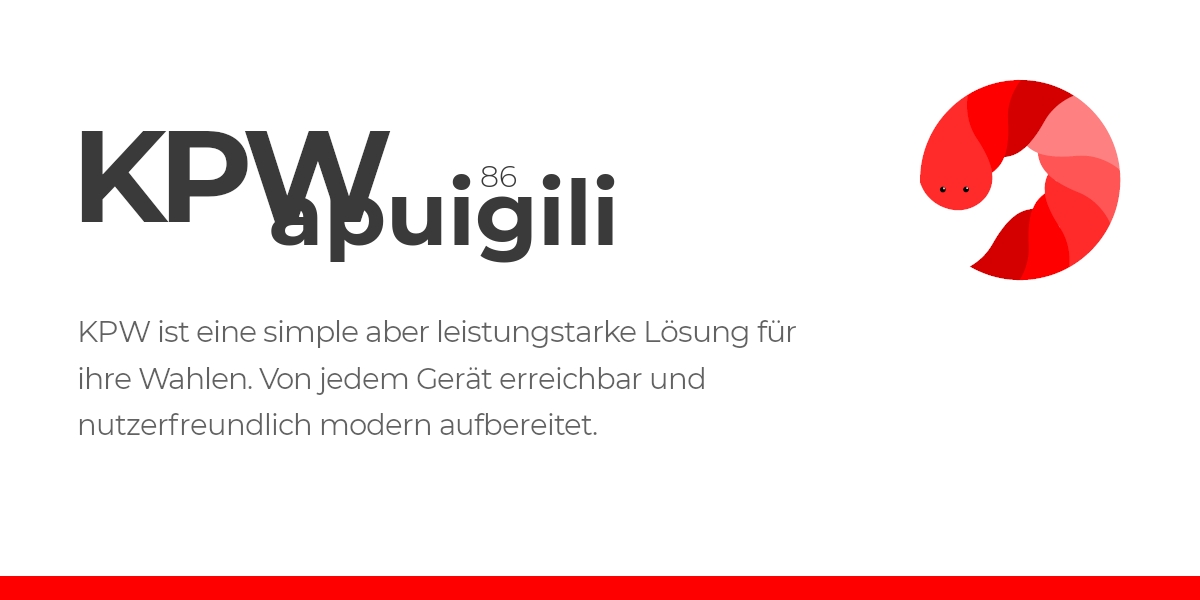 KPW
86
apuigili
KPW ist eine simple aber leistungstarke Lösung für
ihre Wahlen. Von jedem Gerät erreichbar und
nutzerfreundlich modern aufbereitet.